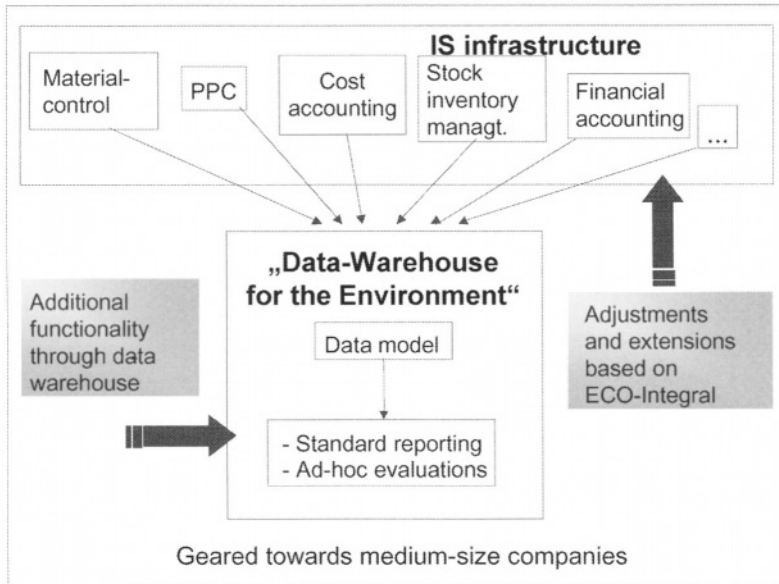 IS infrastructure
Material-
control
PPC
Cost
accounting
Stock
inventory
managt.
Financial
accounting
...
„Data-Warehouse
for the Environment“
Data model
- Standard reporting
- Ad-hoc evaluations
Additional
functionality
through data
warehouse
Adjustments
and extensions
based on
ECO-Integral
Geared towards medium-size companies